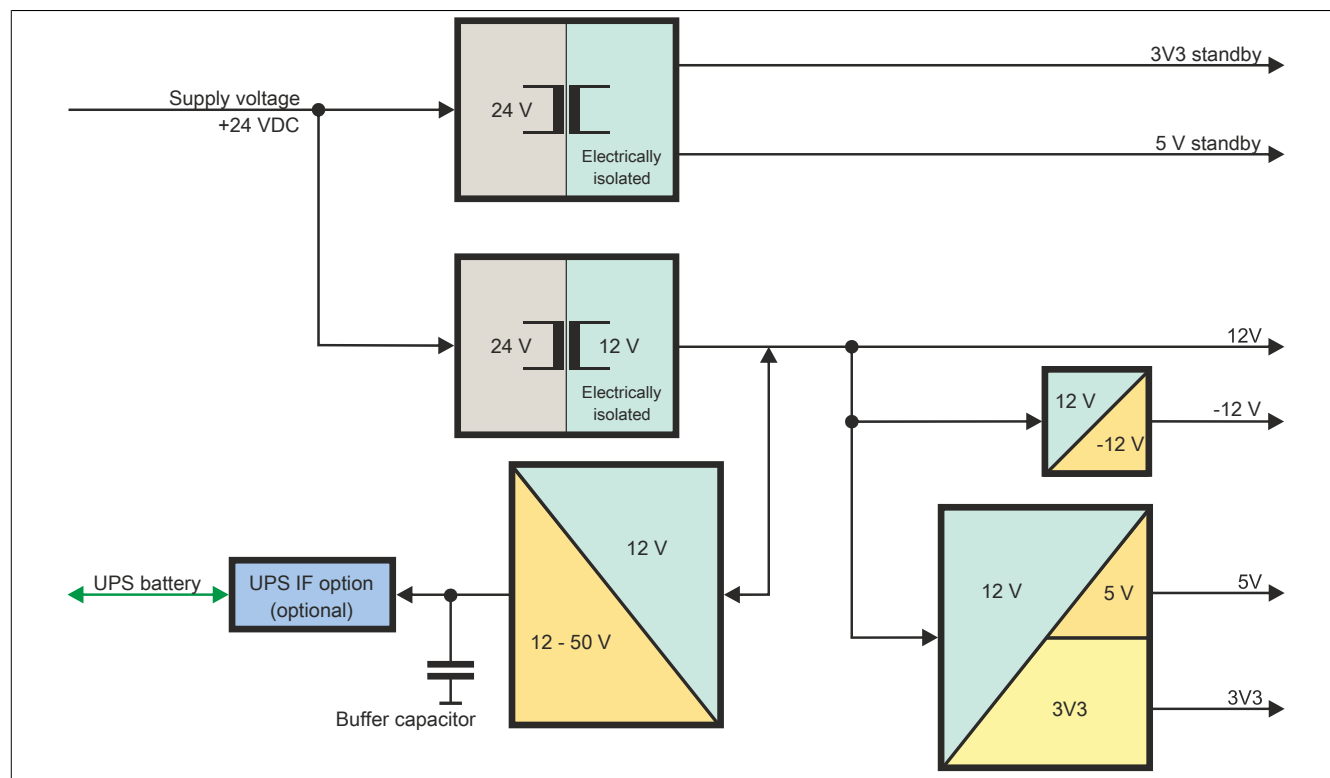 3V3 standby
Supply voltage
+24 VDC
24 V
Electrically
isolated
5 V standby
24 V
12 V
Electrically
isolated
12V
12 V
-12 V
-12 V
12 V
12 - 50 V
UPS battery
UPS IF option
(optional)
Buffer capacitor
12 V
5 V
5V
3V3
3V3